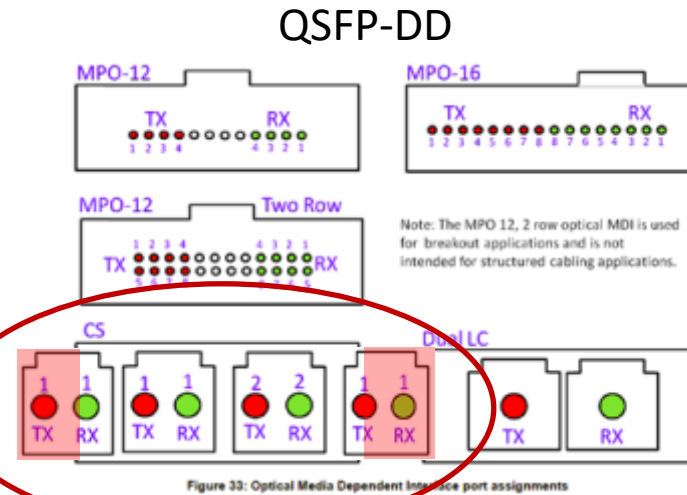 QSFP-DD
MPO-12
TX RX
1 2 3 4 4 3 2 1
MPO-16
TX RX
1 2 3 4 5 6 7 8 8 7 6 5 4 3 2 1
MPO-12 Two Row
1 2 3 4 4 3 2 1
TX RX
Note: The MPO 12, 2 row optical MDI is used
for breakout applications and is not
intended for structured cabling applications.
CS
1 1 1 1 2 2 1 1
TX RX TX RX TX RX TX RX
Dual LC
TX RX
Figure 33: Optical Media Dependent Interface port assignments